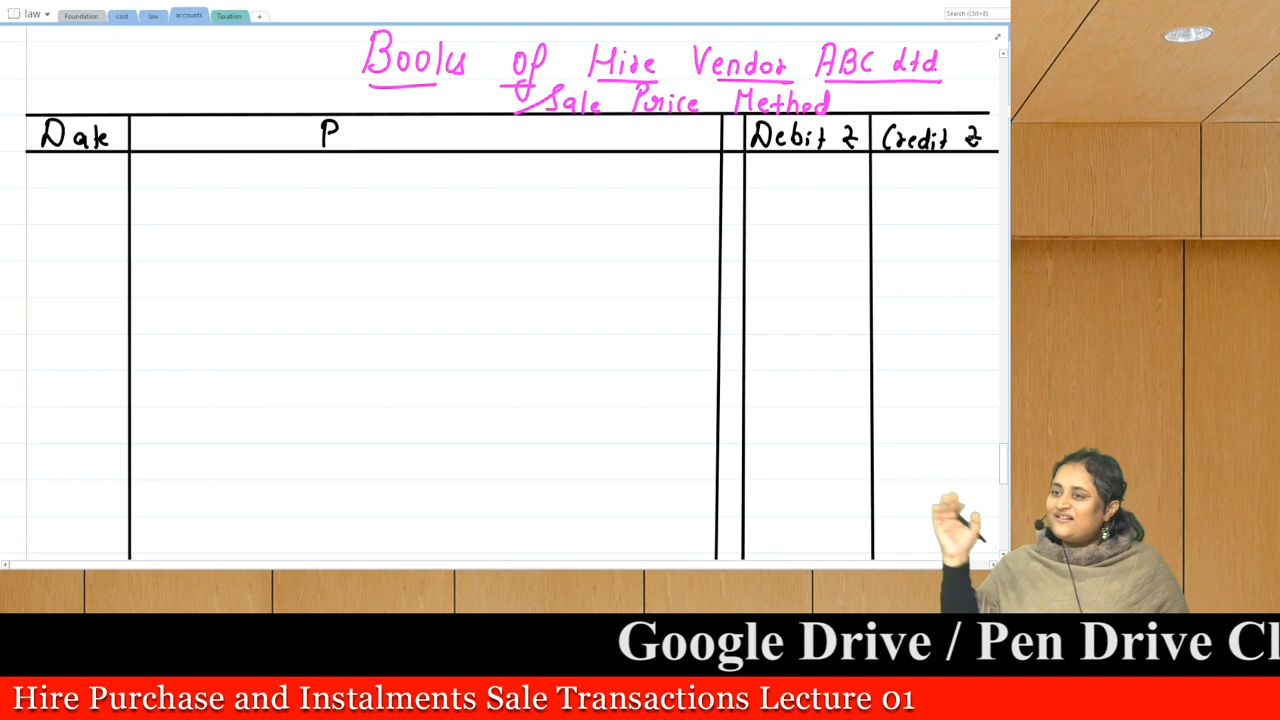 law Foundation cost law accounts Taxation + Search (Ctrl+E)
Books of Hire Vendor ABC Ltd
Sale Price Method
Date P Debit ₹ Credit ₹
Google Drive / Pen Drive Cl
Hire Purchase and Instalments Sale Transactions Lecture 01